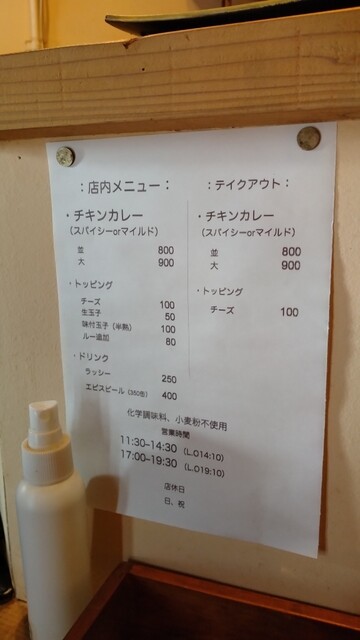 ：店内メニュー：
・チキンカレー
(スパイシーorマイルド)
並 800
大 900
・トッピング
チーズ 100
生玉子 50
味付玉子（半熟） 100
ルー追加 80
・ドリンク
ラッシー 250
エビスビール（350缶） 400
：テイクアウト：
・チキンカレー
(スパイシーorマイルド)
並 800
大 900
・トッピング
チーズ 100
化学調味料、小麦粉不使用
営業時間
11:30-14:30 (L.O14:10)
17:00-19:30 (L.O19:10)
店休日
日、祝